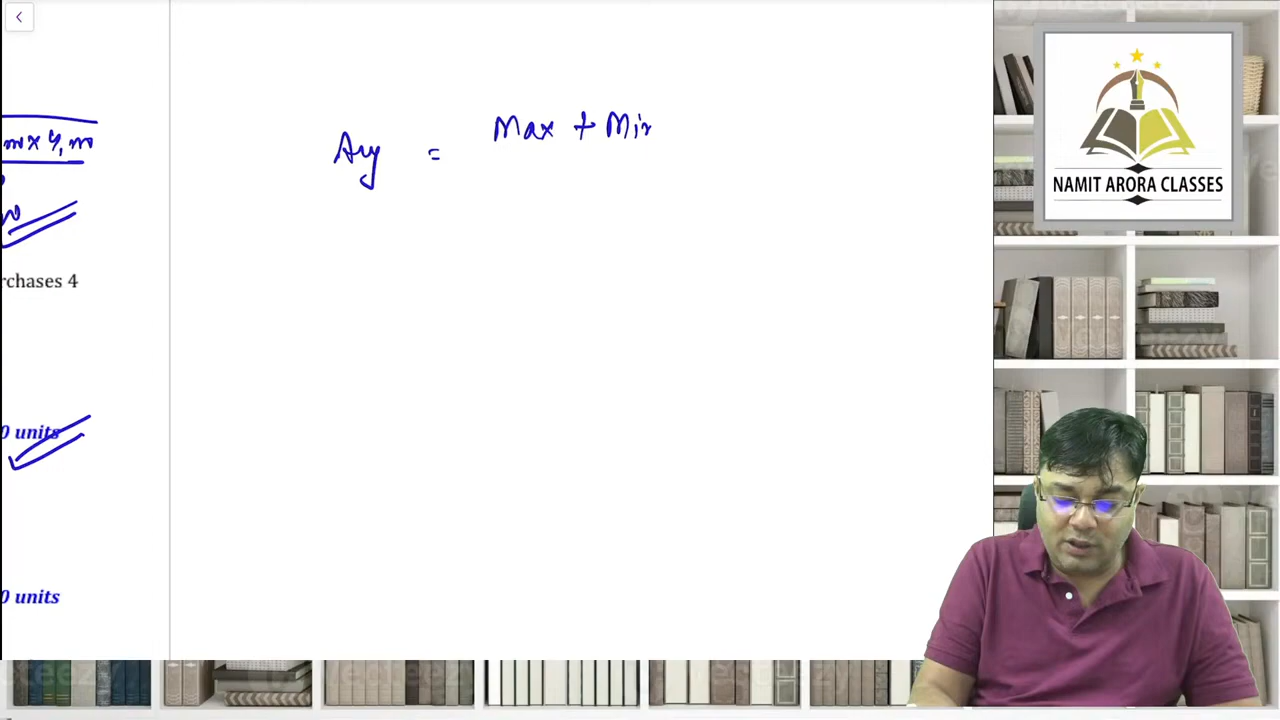 Avg = Max + Min
m x
rchases 4
0 units
0 units
NAMIT ARORA CLASSES